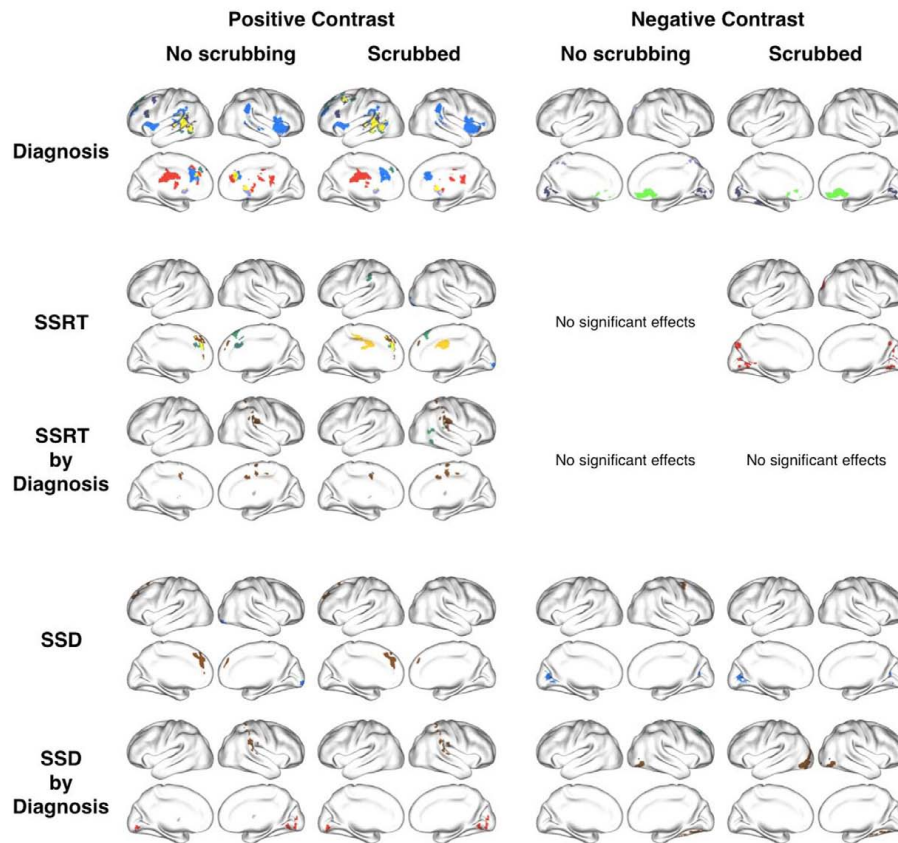 Positive Contrast
Negative Contrast
No scrubbing
Scrubbed
No scrubbing
Scrubbed
Diagnosis
SSRT
No significant effects
SSRT
by
Diagnosis
No significant effects
No significant effects
SSD
SSD
by
Diagnosis